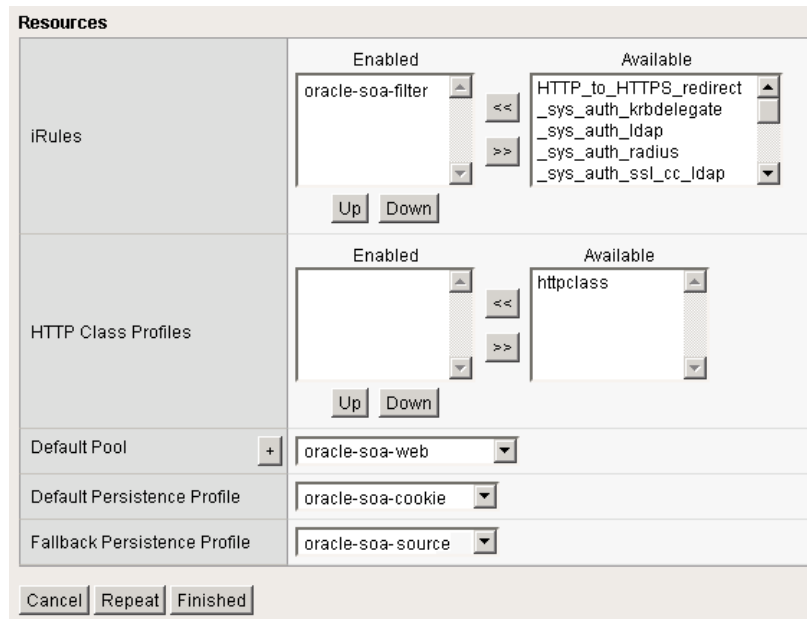 Resources
iRules
Enabled
Available
oracle-soa-filter
<<
>>
HTTP_to_HTTPS_redirect
_sys_auth_krbdelegate
_sys_auth_ldap
_sys_auth_radius
_sys_auth_ssl_cc_ldap
Up Down
HTTP Class Profiles
Enabled
Available
<<
>>
httpclass
Up Down
Default Pool + oracle-soa-web
Default Persistence Profile oracle-soa-cookie
Fallback Persistence Profile oracle-soa-source
Cancel Repeat Finished